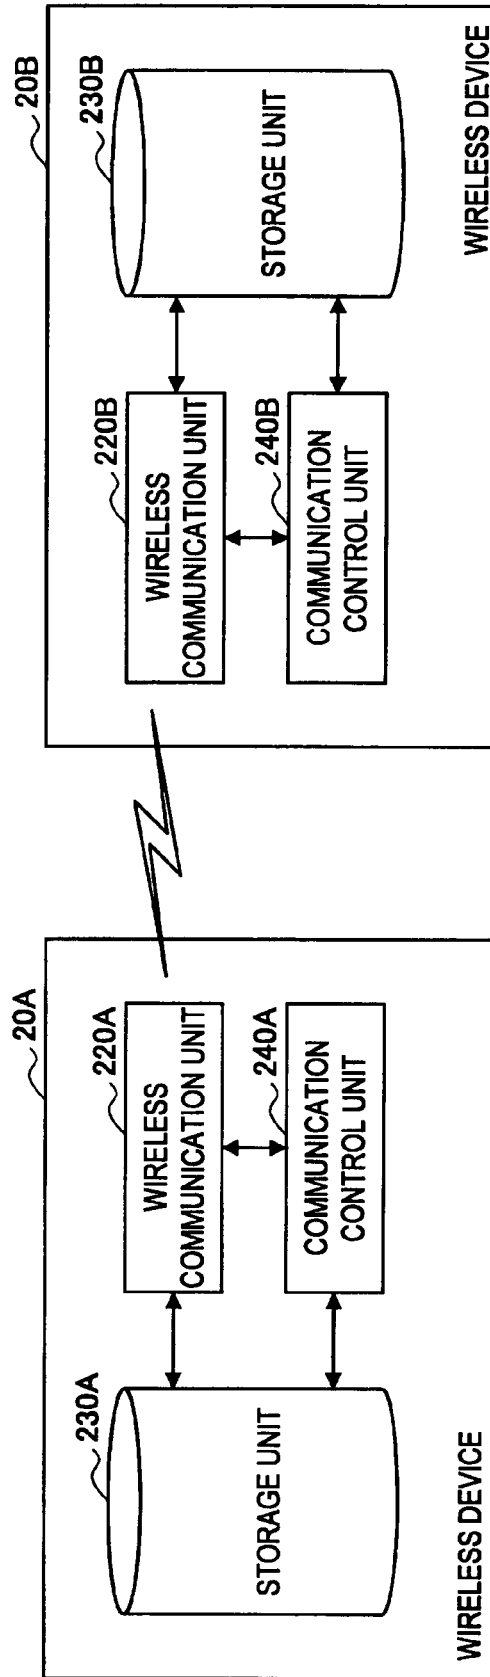 20A
230A
STORAGE UNIT
220A
WIRELESS
COMMUNICATION UNIT
240A
COMMUNICATION
CONTROL UNIT
WIRELESS DEVICE
20B
220B
WIRELESS
COMMUNICATION UNIT
240B
COMMUNICATION
CONTROL UNIT
230B
STORAGE UNIT
WIRELESS DEVICE